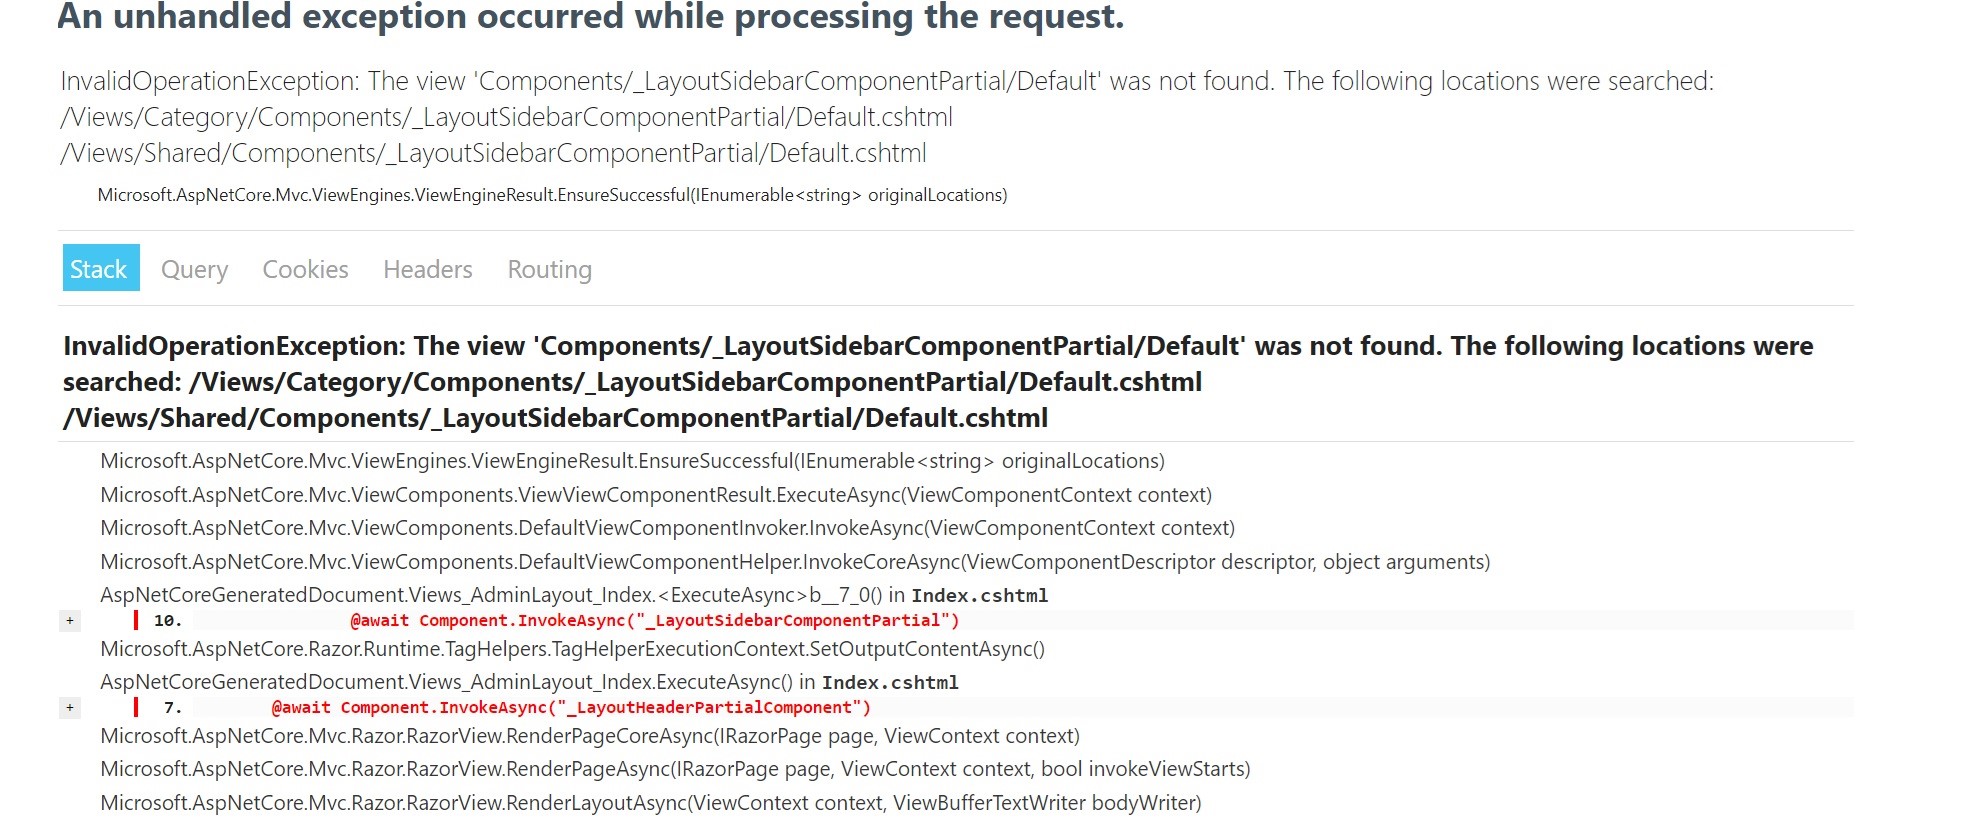 An unhandled exception occurred while processing the request.
InvalidOperationException: The view 'Components/_LayoutSidebarComponentPartial/Default' was not found. The following locations were searched:
/Views/Category/Components/_LayoutSidebarComponentPartial/Default.cshtml
/Views/Shared/Components/_LayoutSidebarComponentPartial/Default.cshtml
Microsoft.AspNetCore.Mvc.ViewEngines.ViewEngineResult.EnsureSuccessful(IEnumerable<string> originalLocations)
Stack Query Cookies Headers Routing
InvalidOperationException: The view 'Components/_LayoutSidebarComponentPartial/Default' was not found. The following locations were
searched: /Views/Category/Components/_LayoutSidebarComponentPartial/Default.cshtml
/Views/Shared/Components/_LayoutSidebarComponentPartial/Default.cshtml
Microsoft.AspNetCore.Mvc.ViewEngines.ViewEngineResult.EnsureSuccessful(IEnumerable<string> originalLocations)
Microsoft.AspNetCore.Mvc.ViewComponents.ViewViewComponentResult.ExecuteAsync(ViewComponentContext context)
Microsoft.AspNetCore.Mvc.ViewComponents.DefaultViewComponentInvoker.InvokeAsync(ViewComponentContext context)
Microsoft.AspNetCore.Mvc.ViewComponents.DefaultViewComponentHelper.InvokeCoreAsync(ViewComponentDescriptor descriptor, object arguments)
AspNetCoreGeneratedDocument.Views_AdminLayout_Index.<ExecuteAsync>b__7_0() in Index.cshtml
+ 10. @await Component.InvokeAsync("_LayoutSidebarComponentPartial")
Microsoft.AspNetCore.Razor.Runtime.TagHelpers.TagHelperExecutionContext.SetOutputContentAsync()
AspNetCoreGeneratedDocument.Views_AdminLayout_Index.ExecuteAsync() in Index.cshtml
+ 7. @await Component.InvokeAsync("_LayoutHeaderPartialComponent")
Microsoft.AspNetCore.Mvc.Razor.RazorView.RenderPageCoreAsync(IRazorPage page, ViewContext context)
Microsoft.AspNetCore.Mvc.Razor.RazorView.RenderPageAsync(IRazorPage page, ViewContext context, bool invokeViewStarts)
Microsoft.AspNetCore.Mvc.Razor.RazorView.RenderLayoutAsync(ViewContext context, ViewBufferTextWriter bodyWriter)